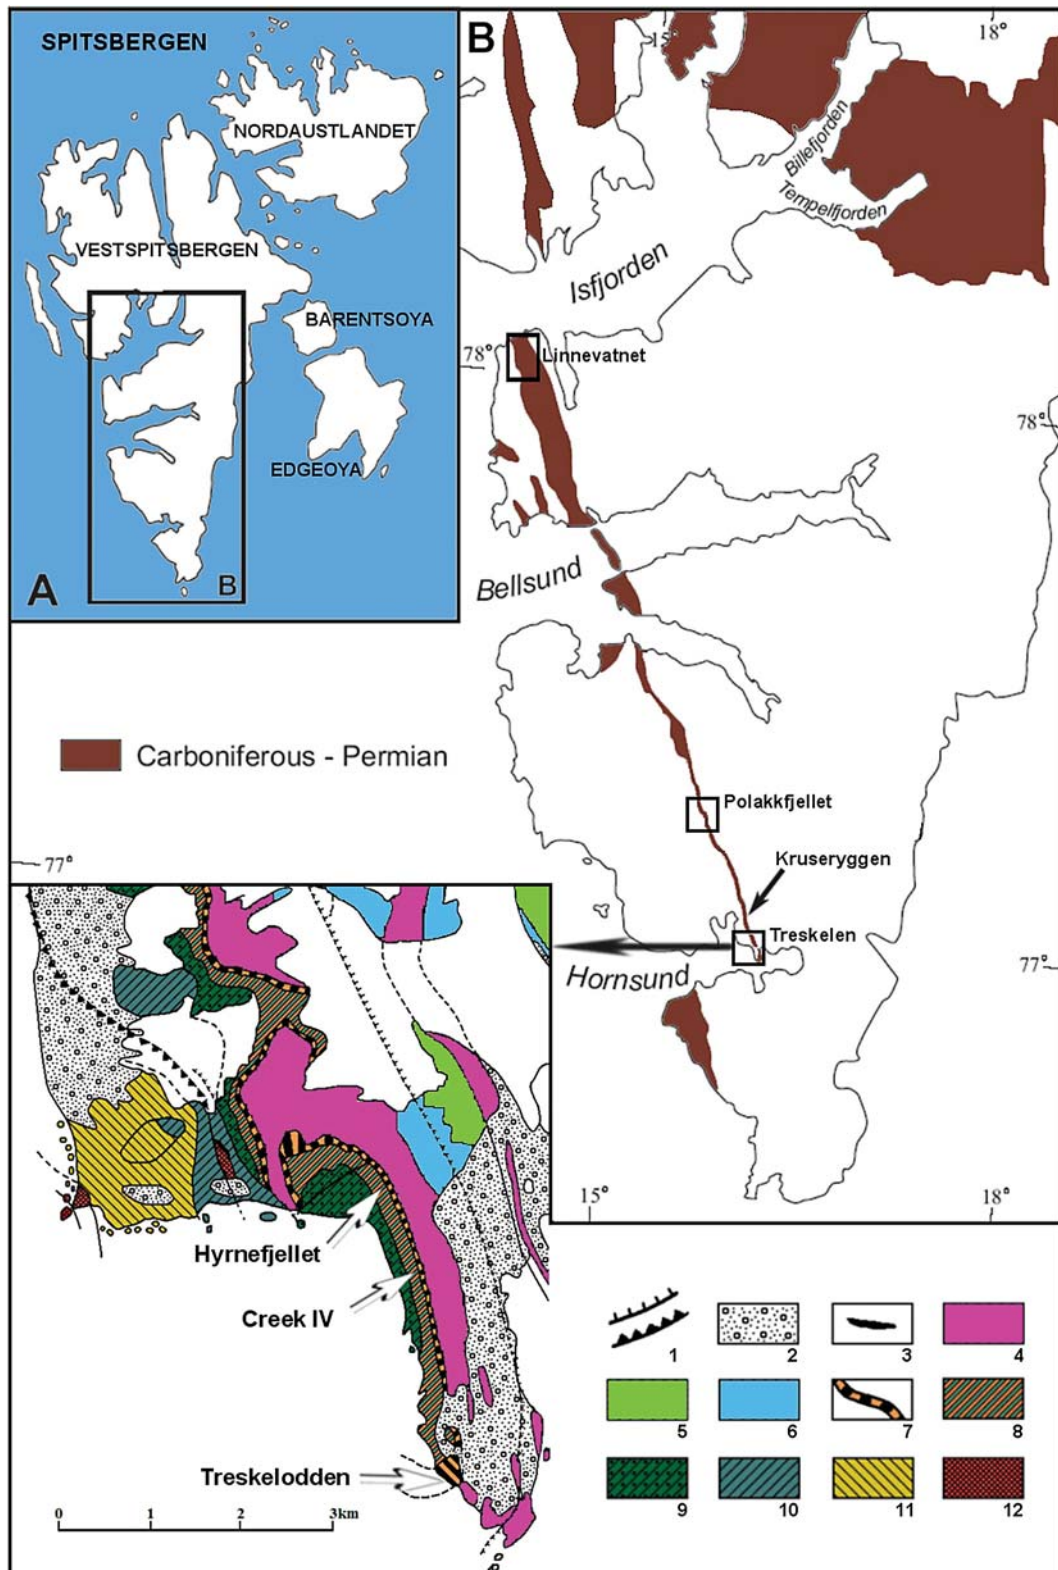 SPITSBERGEN
NORDAUSTLANDET
VESTSPITSBERGEN
BARENTSOYA
EDGEOYA
A
B
B
15°
18°
Billefjorden
Tempelfjorden
Isfjorden
78°
Linnevatnet
78°
Bellsund
Carboniferous - Permian
Polakkfjellet
77°
Kruseryggen
Treskelen
Hornsund
77°
15°
18°
Hyrnefjellet
Creek IV
Treskelodden
0 1 2 3km
1 2 3 4
5 6 7 8
9 10 11 12